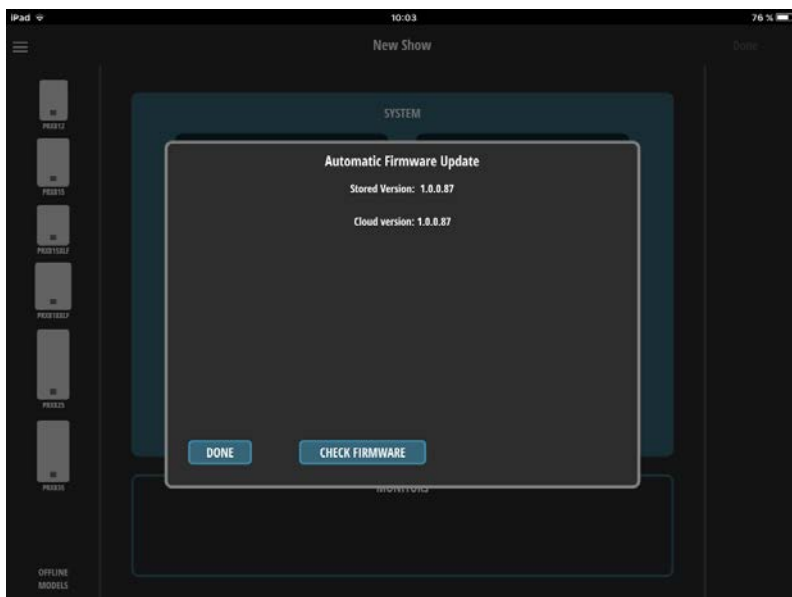 iPad 10:03 76 %
New Show
Done
SYSTEM
PRX812
PRX815
PRX815XLF
PRX818XLF
PRX825
PRX835
Automatic Firmware Update
Stored Version: 1.0.0.87
Cloud version: 1.0.0.87
DONE
CHECK FIRMWARE
MONITORS
OFFLINE
MODELS